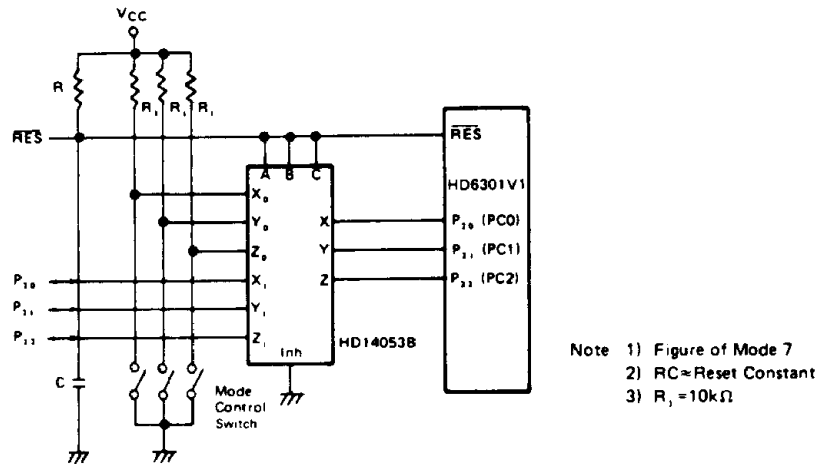 VCC
R
R₁ R₁ R₁
RES
RES
A B C
HD6301V1
X₀
Y₀ X P₂₀ (PC0)
Z₀ Y P₂₁ (PC1)
P₂₀ X₁ Z P₂₂ (PC2)
P₂₁ Y₁
P₂₂ Z₁
Inh HD14053B
C
Mode
Control
Switch
Note 1) Figure of Mode 7
2) RC≈Reset Constant
3) R₁ =10kΩ